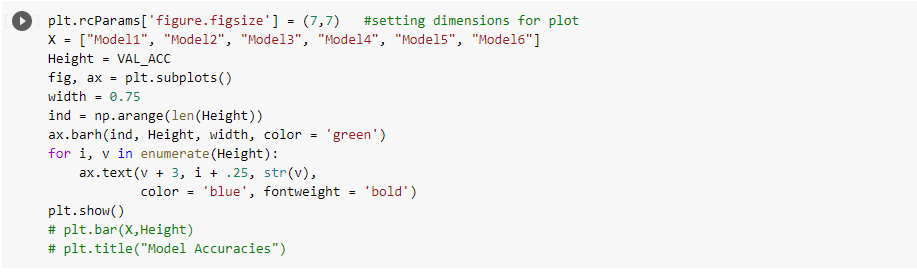 plt.rcParams['figure.figsize'] = (7,7)   #setting dimensions for plot
X = ["Model1", "Model2", "Model3", "Model4", "Model5", "Model6"]
Height = VAL_ACC
fig, ax = plt.subplots()
width = 0.75
ind = np.arange(len(Height))
ax.barh(ind, Height, width, color = 'green')
for i, v in enumerate(Height):
    ax.text(v + 3, i + .25, str(v),
            color = 'blue', fontweight = 'bold')
plt.show()
# plt.bar(X,Height)
# plt.title("Model Accuracies")